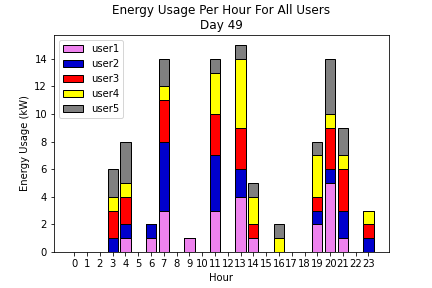 Energy Usage Per Hour For All Users
Day 49
user1
user2
user3
user4
user5
14
12
10
8
6
4
2
0
Energy Usage (kW)
0 1 2 3 4 5 6 7 8 9 10 11 12 13 14 15 16 17 18 19 20 21 22 23
Hour